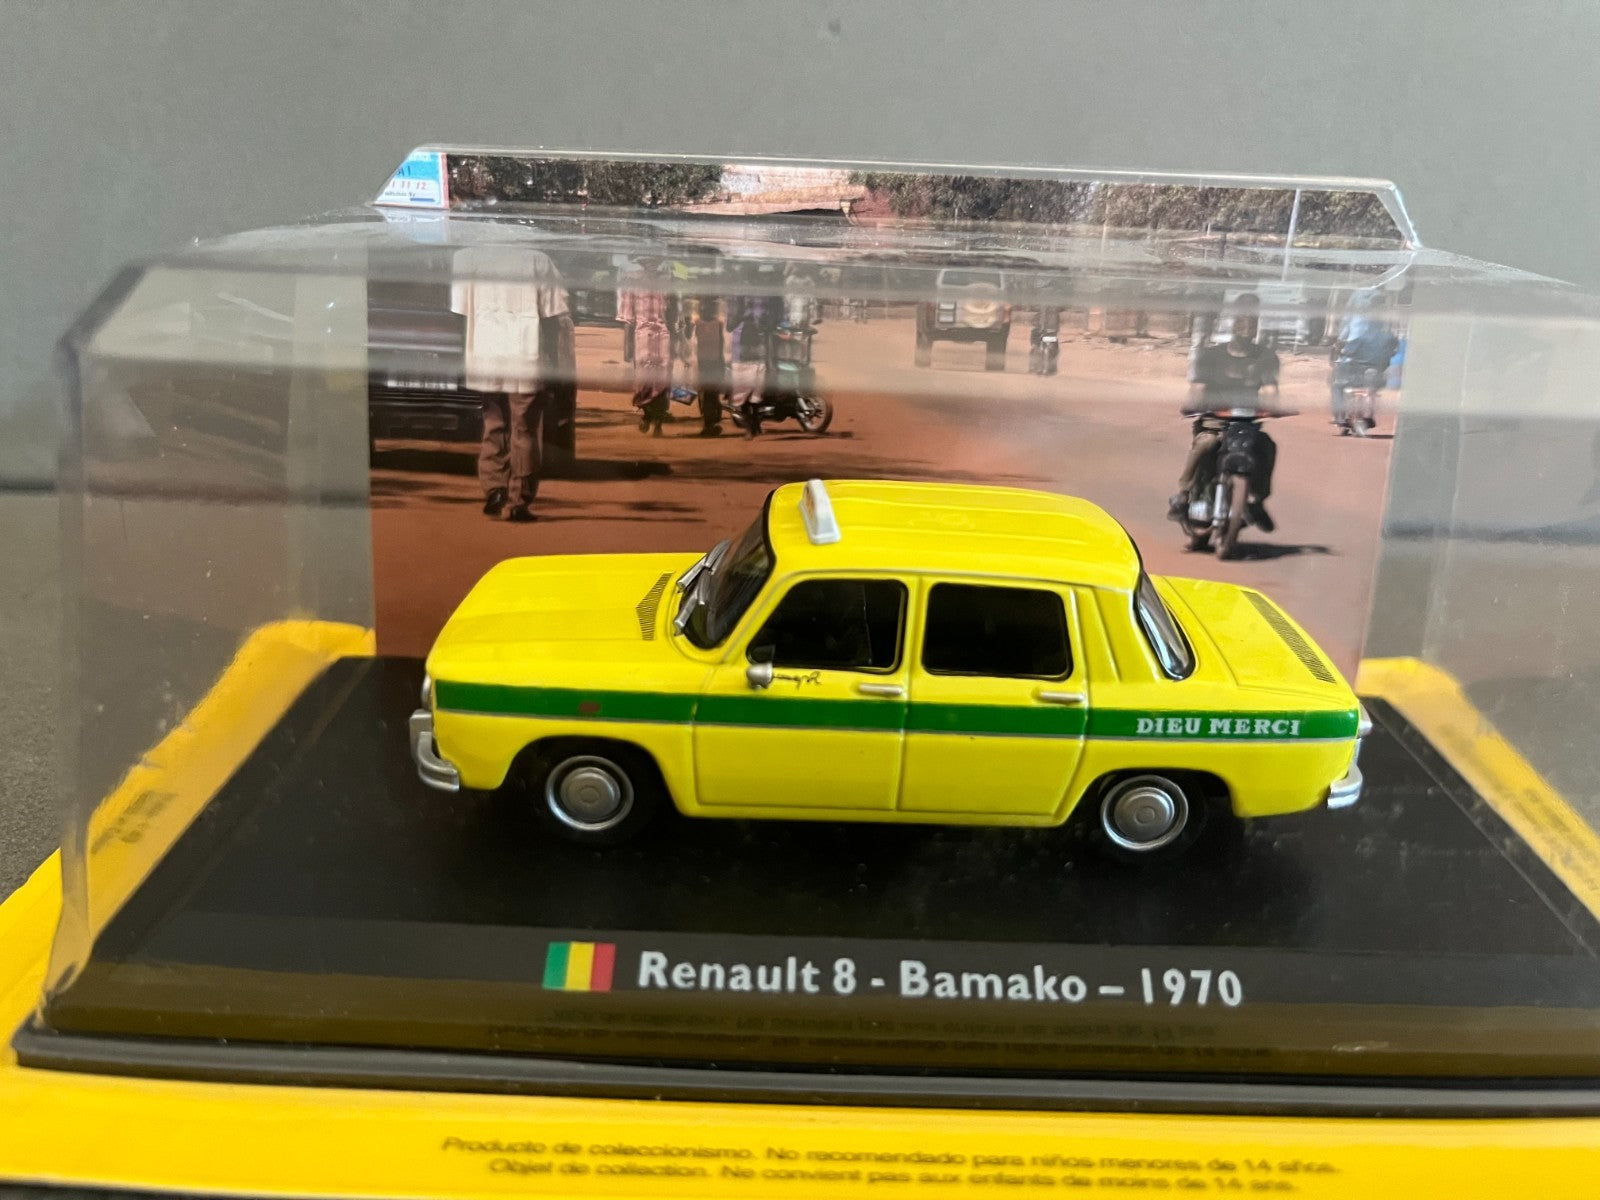 DIEU MERCI
Renault 8 - Bamako – 1970
Producto de coleccionismo. No recomendado para niños menores de 14 años.
Objet de collection. Ne convient pas aux enfants de moins de 14 ans.